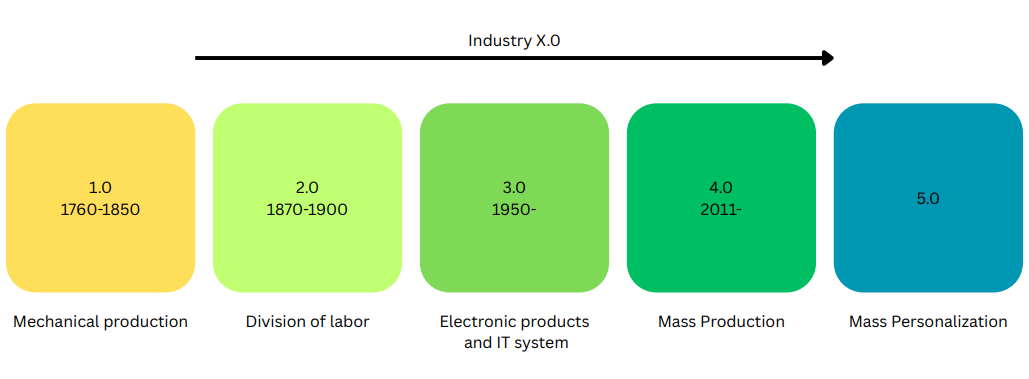 Industry X.0
1.0
1760-1850
2.0
1870-1900
3.0
1950-
4.0
2011-
5.0
Mechanical production
Division of labor
Electronic products
and IT system
Mass Production
Mass Personalization